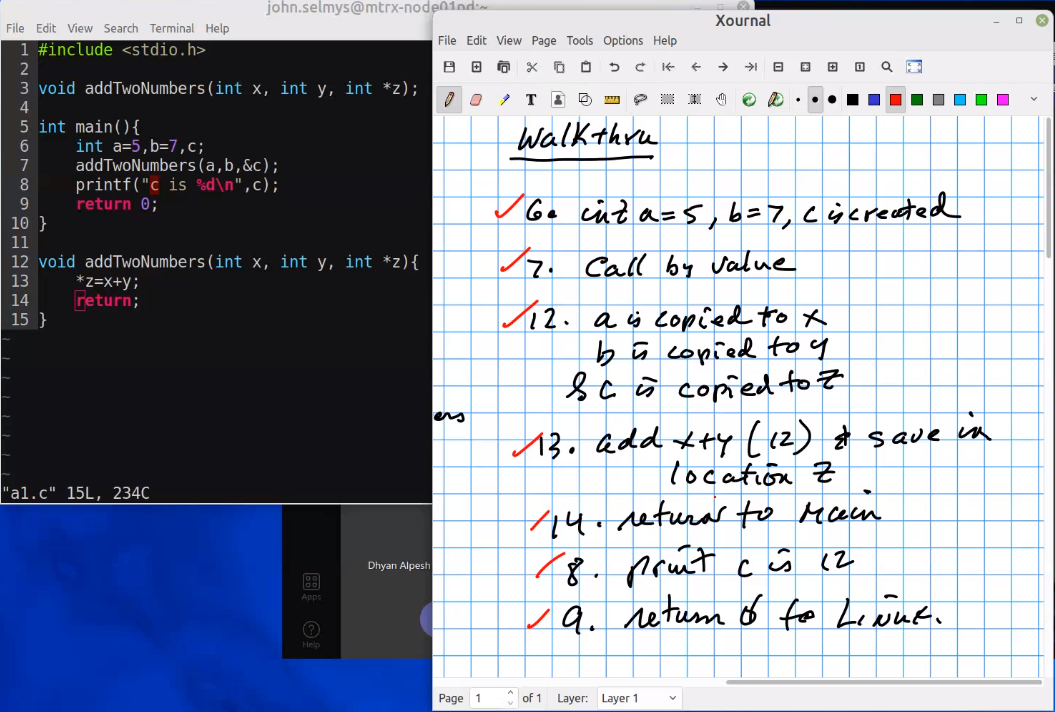 john.selmys@mtrx-node01nd:~
File Edit View Search Terminal Help
1 #include <stdio.h>
2
3 void addTwoNumbers(int x, int y, int *z);
4
5 int main(){
6 int a=5,b=7,c;
7 addTwoNumbers(a,b,&c);
8 printf("c is %d\n",c);
9 return 0;
10 }
11
12 void addTwoNumbers(int x, int y, int *z){
13 *z=x+y;
14 return;
15 }
~
~
~
~
~
~
~
~
"a1.c" 15L, 234C
Apps
Help
Dhyan Alpesh
Xournal
File Edit View Page Tools Options Help
Walkthru
6. int a=5, b=7, c is created
7. Call by value
12. a is copied to x
b is copied to y
& c is copied to z
ers
13. add x+y (12) & save in
location z
14. return to main
8. print c is 12
9. return 0 to Linux.
Page 1 of 1 Layer: Layer 1